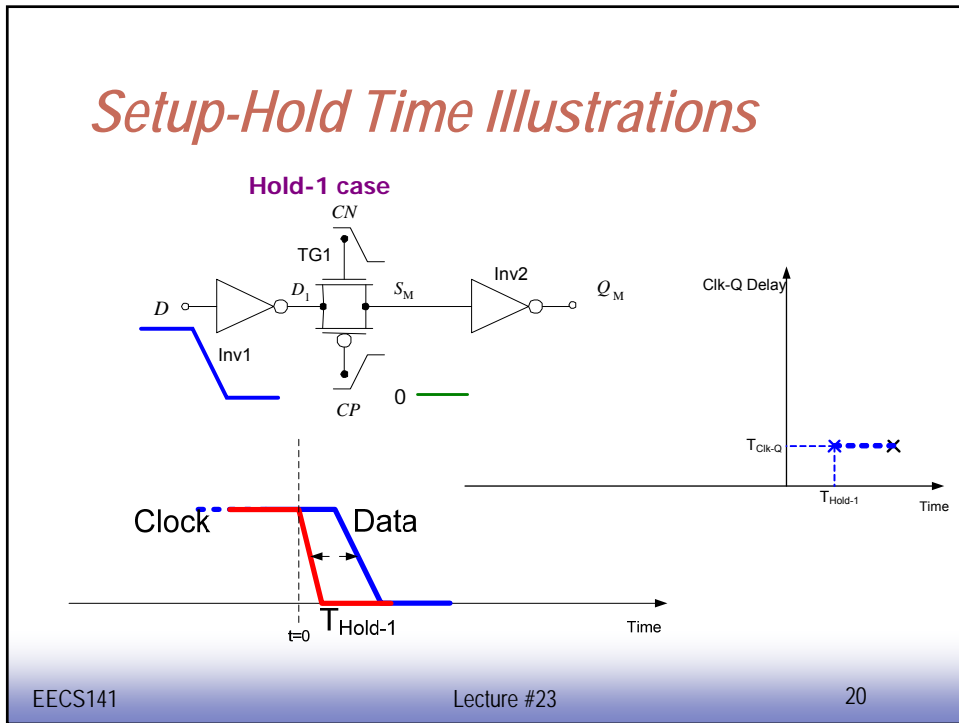 Setup-Hold Time Illustrations
Hold-1 case
CN
TG1
Inv2
D
D1
SM
QM
Inv1
0
CP
Clk-Q Delay
TClk-Q
THold-1
Time
Clock
Data
THold-1
t=0
Time
EECS141
Lecture #23
20